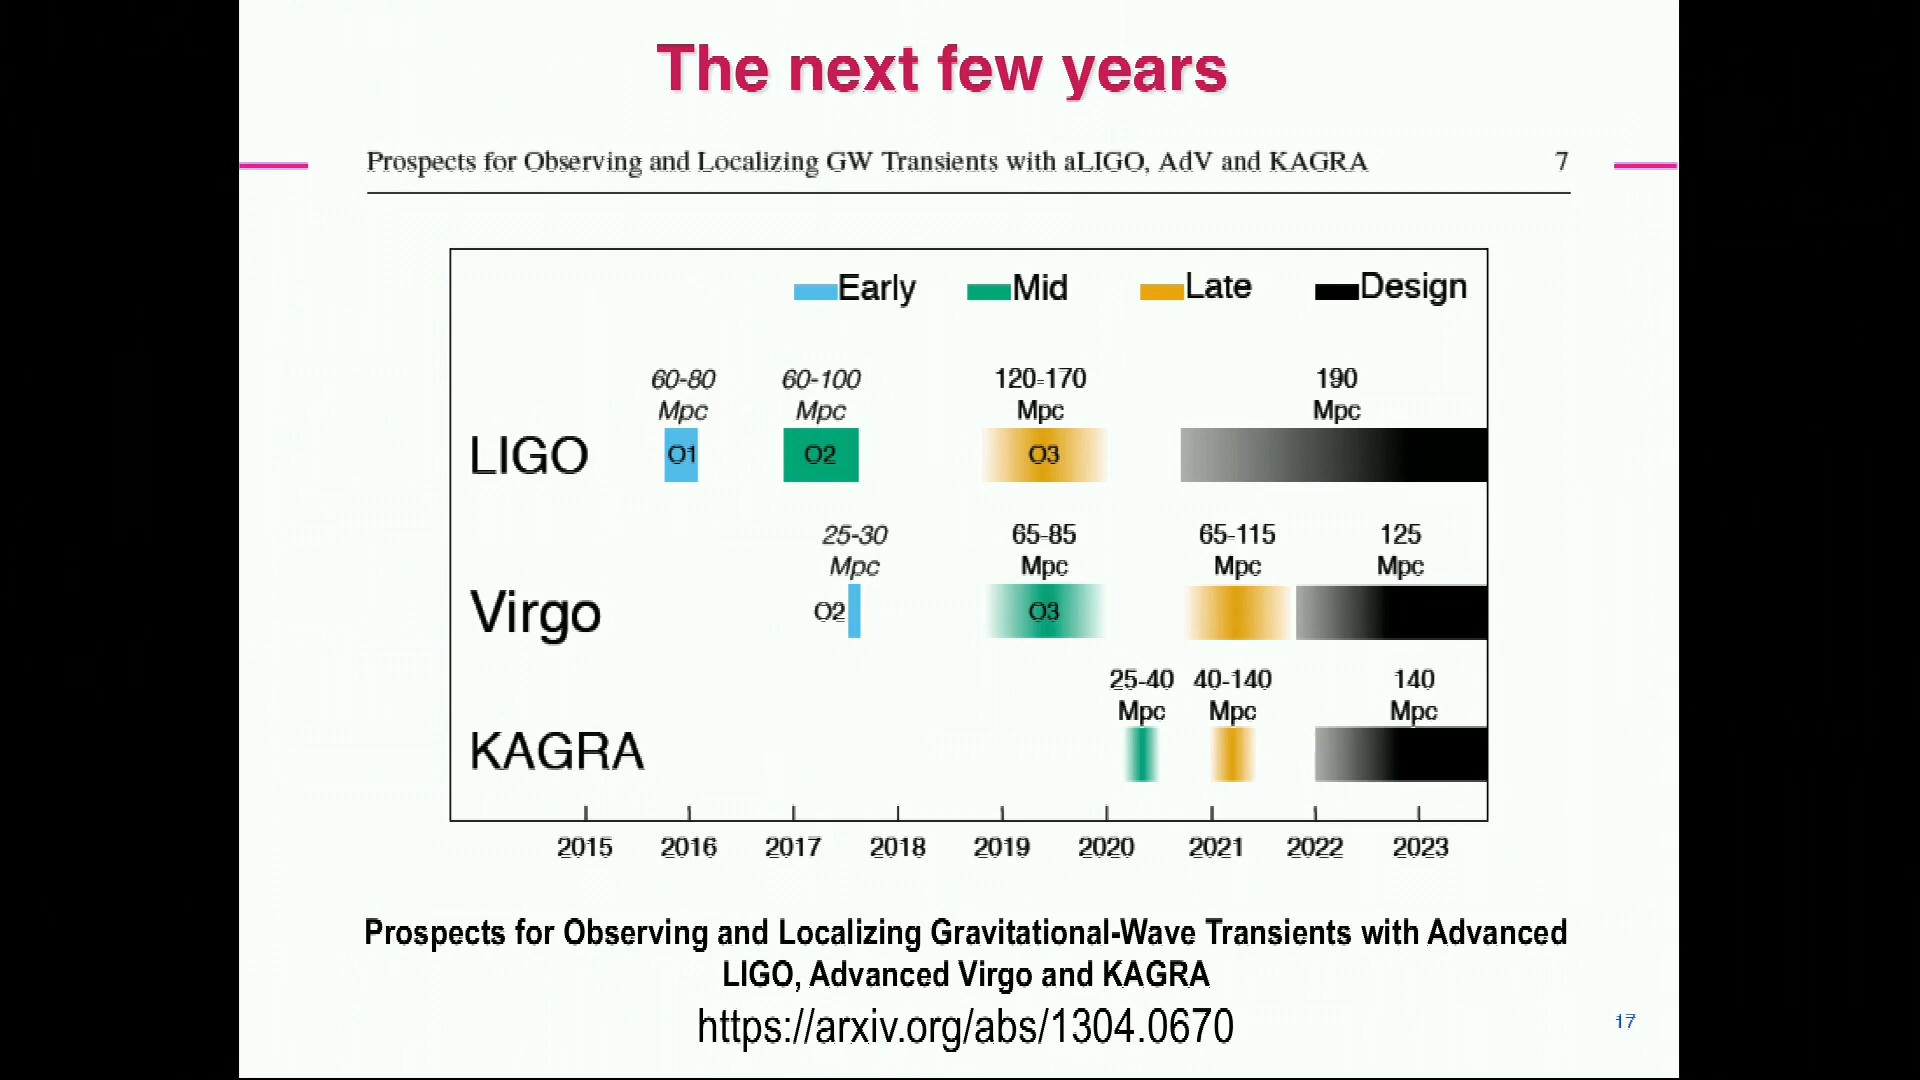 The next few years
Prospects for Observing and Localizing GW Transients with aLIGO, AdV and KAGRA 7
Early Mid Late Design
60-80 60-100 120-170 190
Mpc Mpc Mpc Mpc
LIGO O1 O2 O3
25-30 65-85 65-115 125
Mpc Mpc Mpc Mpc
Virgo O2 O3
25-40 40-140 140
Mpc Mpc Mpc
KAGRA
2015 2016 2017 2018 2019 2020 2021 2022 2023
Prospects for Observing and Localizing Gravitational-Wave Transients with Advanced
LIGO, Advanced Virgo and KAGRA
https://arxiv.org/abs/1304.0670
17